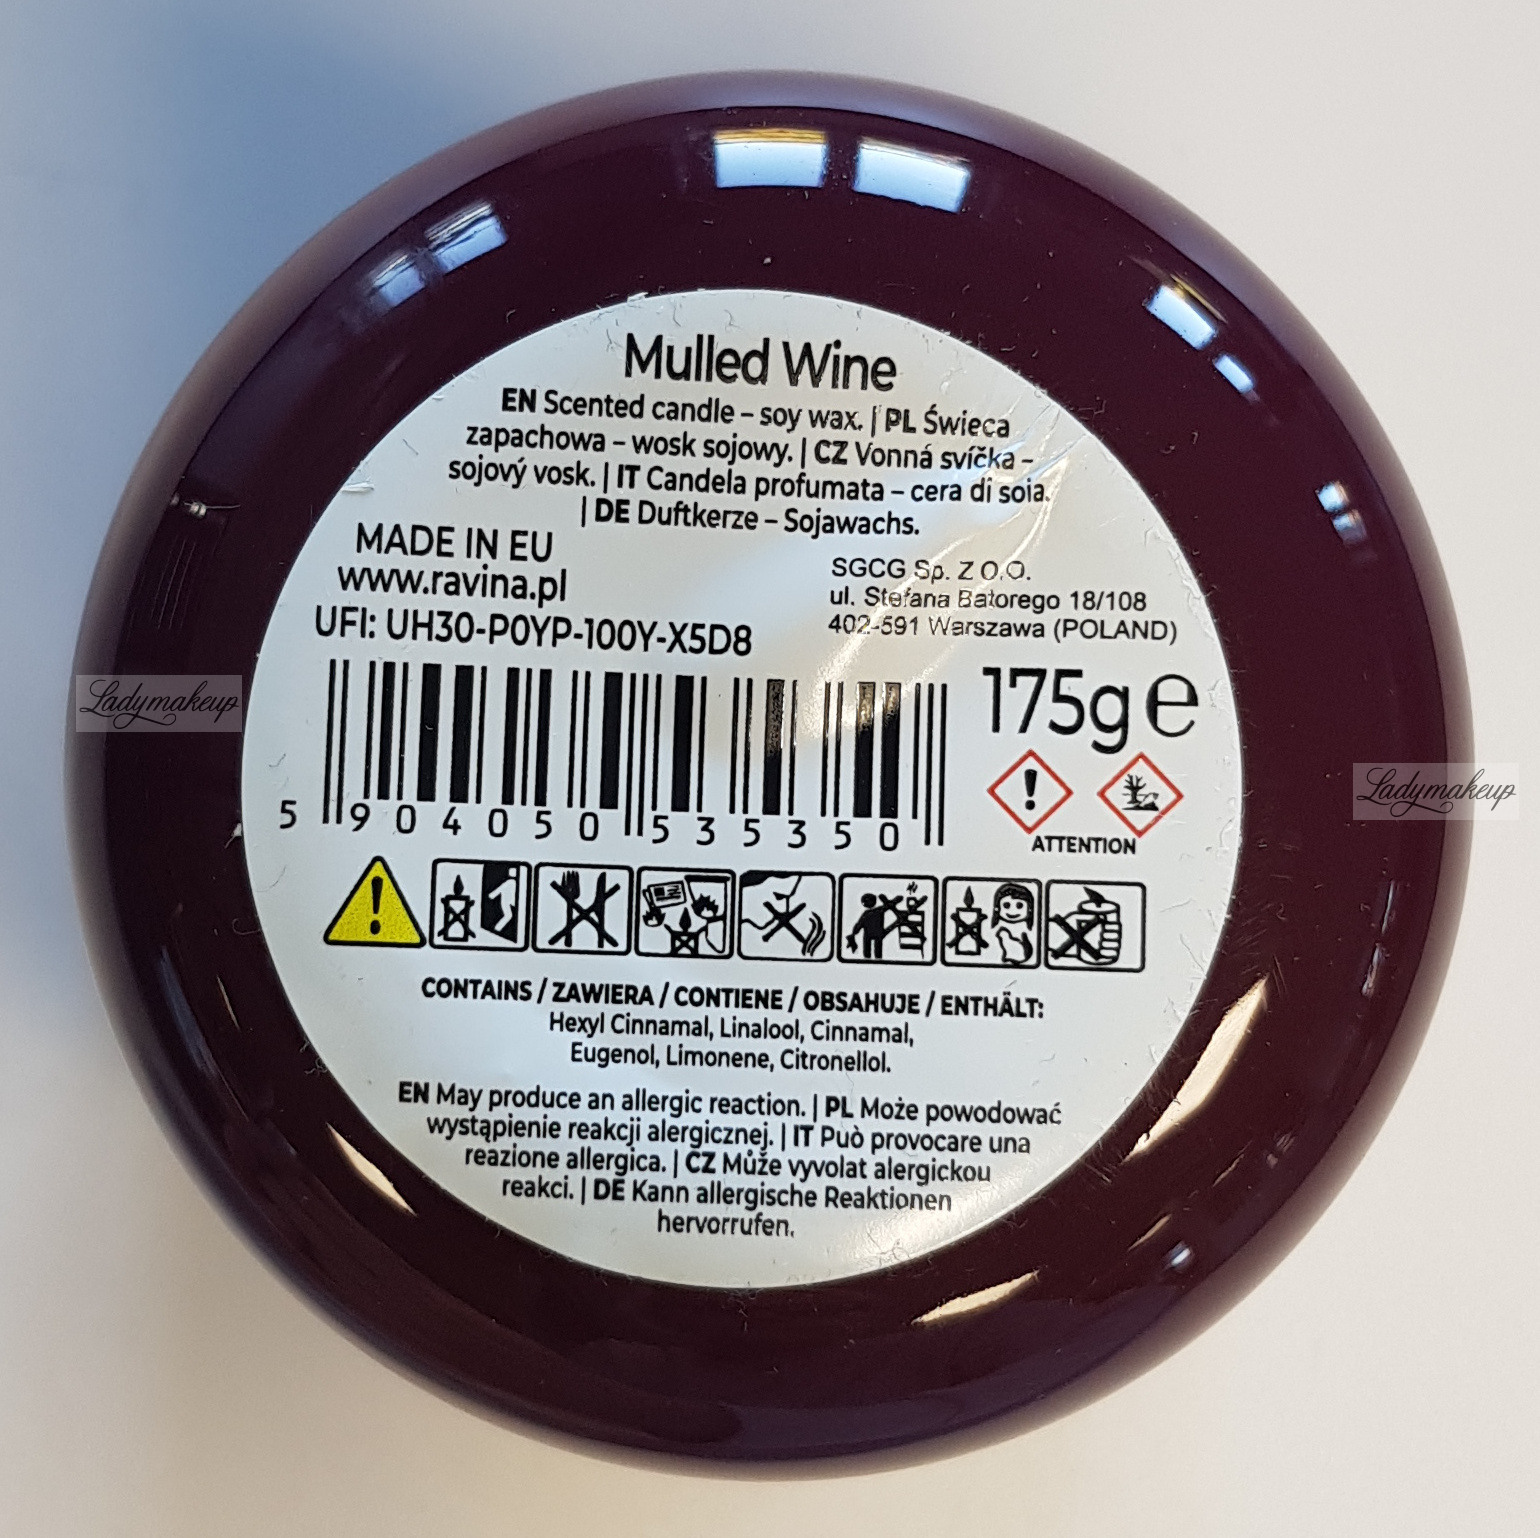 Mulled Wine
EN Scented candle – soy wax. | PL Świeca
zapachowa – wosk sojowy. | CZ Vonná svíčka –
sojový vosk. | IT Candela profumata – cera di soia.
| DE Duftkerze – Sojawachs.
MADE IN EU
www.ravina.pl
UFI: UH30-P0YP-100Y-X5D8
SGCG Sp. Z O.O.
ul. Stefana Batorego 18/108
402-591 Warszawa (POLAND)
175g e
5 904050 535350
ATTENTION
CONTAINS / ZAWIERA / CONTIENE / OBSAHUJE / ENTHÄLT:
Hexyl Cinnamal, Linalool, Cinnamal,
Eugenol, Limonene, Citronellol.
EN May produce an allergic reaction. | PL Może powodować
wystąpienie reakcji alergicznej. | IT Può provocare una
reazione allergica. | CZ Může vyvolat alergickou
reakci. | DE Kann allergische Reaktionen
hervorrufen.
Ladymakeup
Ladymakeup